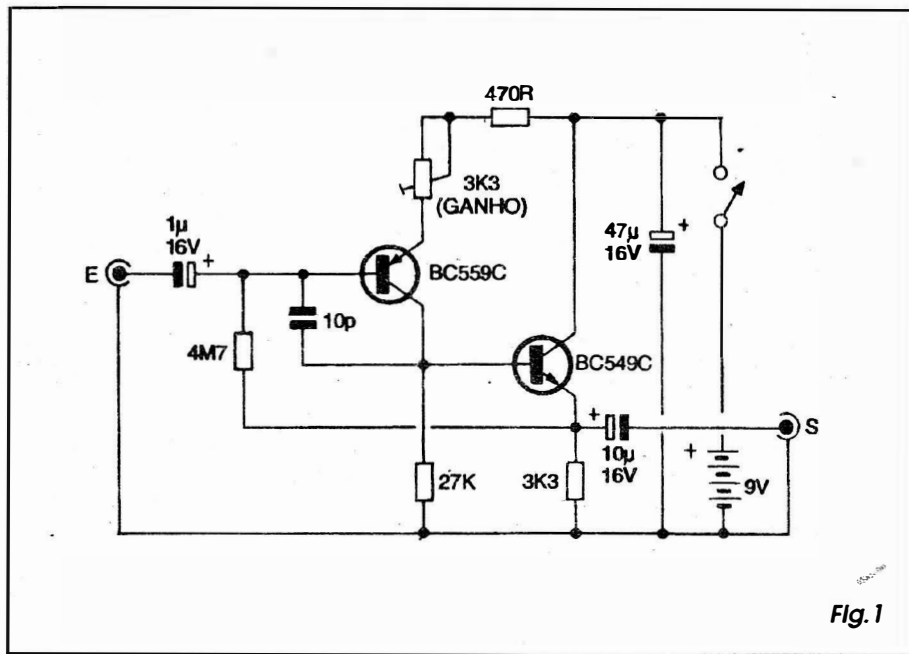 470R
3K3
(GANHO)
1µ
16V
+
E
BC559C
47µ
16V
+
10p
4M7
BC549C
+
10µ
16V
S
+
27K
3K3
9V
Fig. 1